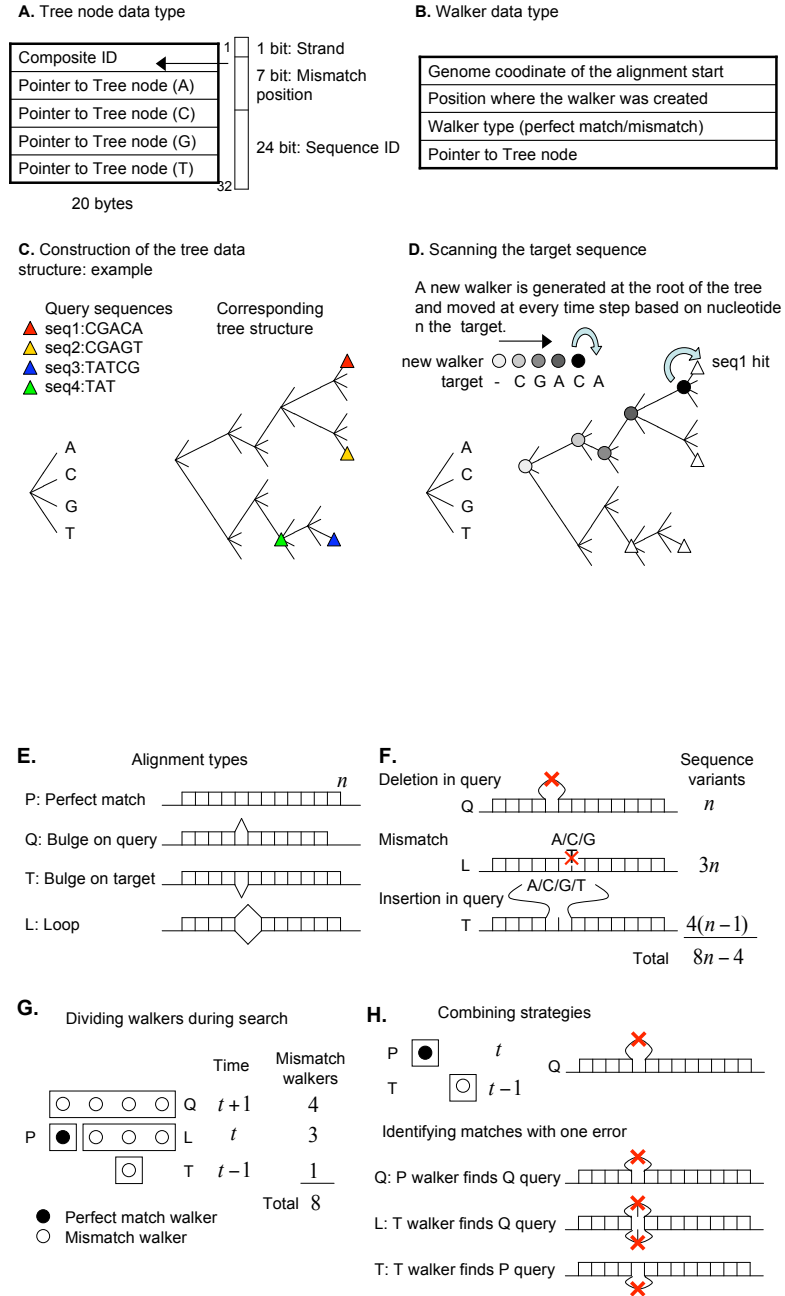 A. Tree node data type
Composite ID
Pointer to Tree node (A)
Pointer to Tree node (C)
Pointer to Tree node (G)
Pointer to Tree node (T)
20 bytes
1
32
1 bit: Strand
7 bit: Mismatch
position
24 bit: Sequence ID
B. Walker data type
Genome coodinate of the alignment start
Position where the walker was created
Walker type (perfect match/mismatch)
Pointer to Tree node
C. Construction of the tree data
structure: example
Query sequences
seq1:CGACA
seq2:CGAGT
seq3:TATCG
seq4:TAT
Corresponding
tree structure
A
C
G
T
D. Scanning the target sequence
A new walker is generated at the root of the tree
and moved at every time step based on nucleotide
n the target.
new walker
target - C G A C A
seq1 hit
A
C
G
T
E.
Alignment types
n
P: Perfect match
Q: Bulge on query
T: Bulge on target
L: Loop
F.
Sequence
variants
Deletion in query
Q n
Mismatch
A/C/G
T
L 3n
A/C/G/T
Insertion in query
T 4(n−1)
Total 8n−4
G.
Dividing walkers during search
Time
Mismatch
walkers
Q t+1 4
P L t 3
T t−1 1
Total 8
Perfect match walker
Mismatch walker
H.
Combining strategies
P t
T t−1
Q
Identifying matches with one error
Q: P walker finds Q query
L: T walker finds Q query
T: T walker finds P query